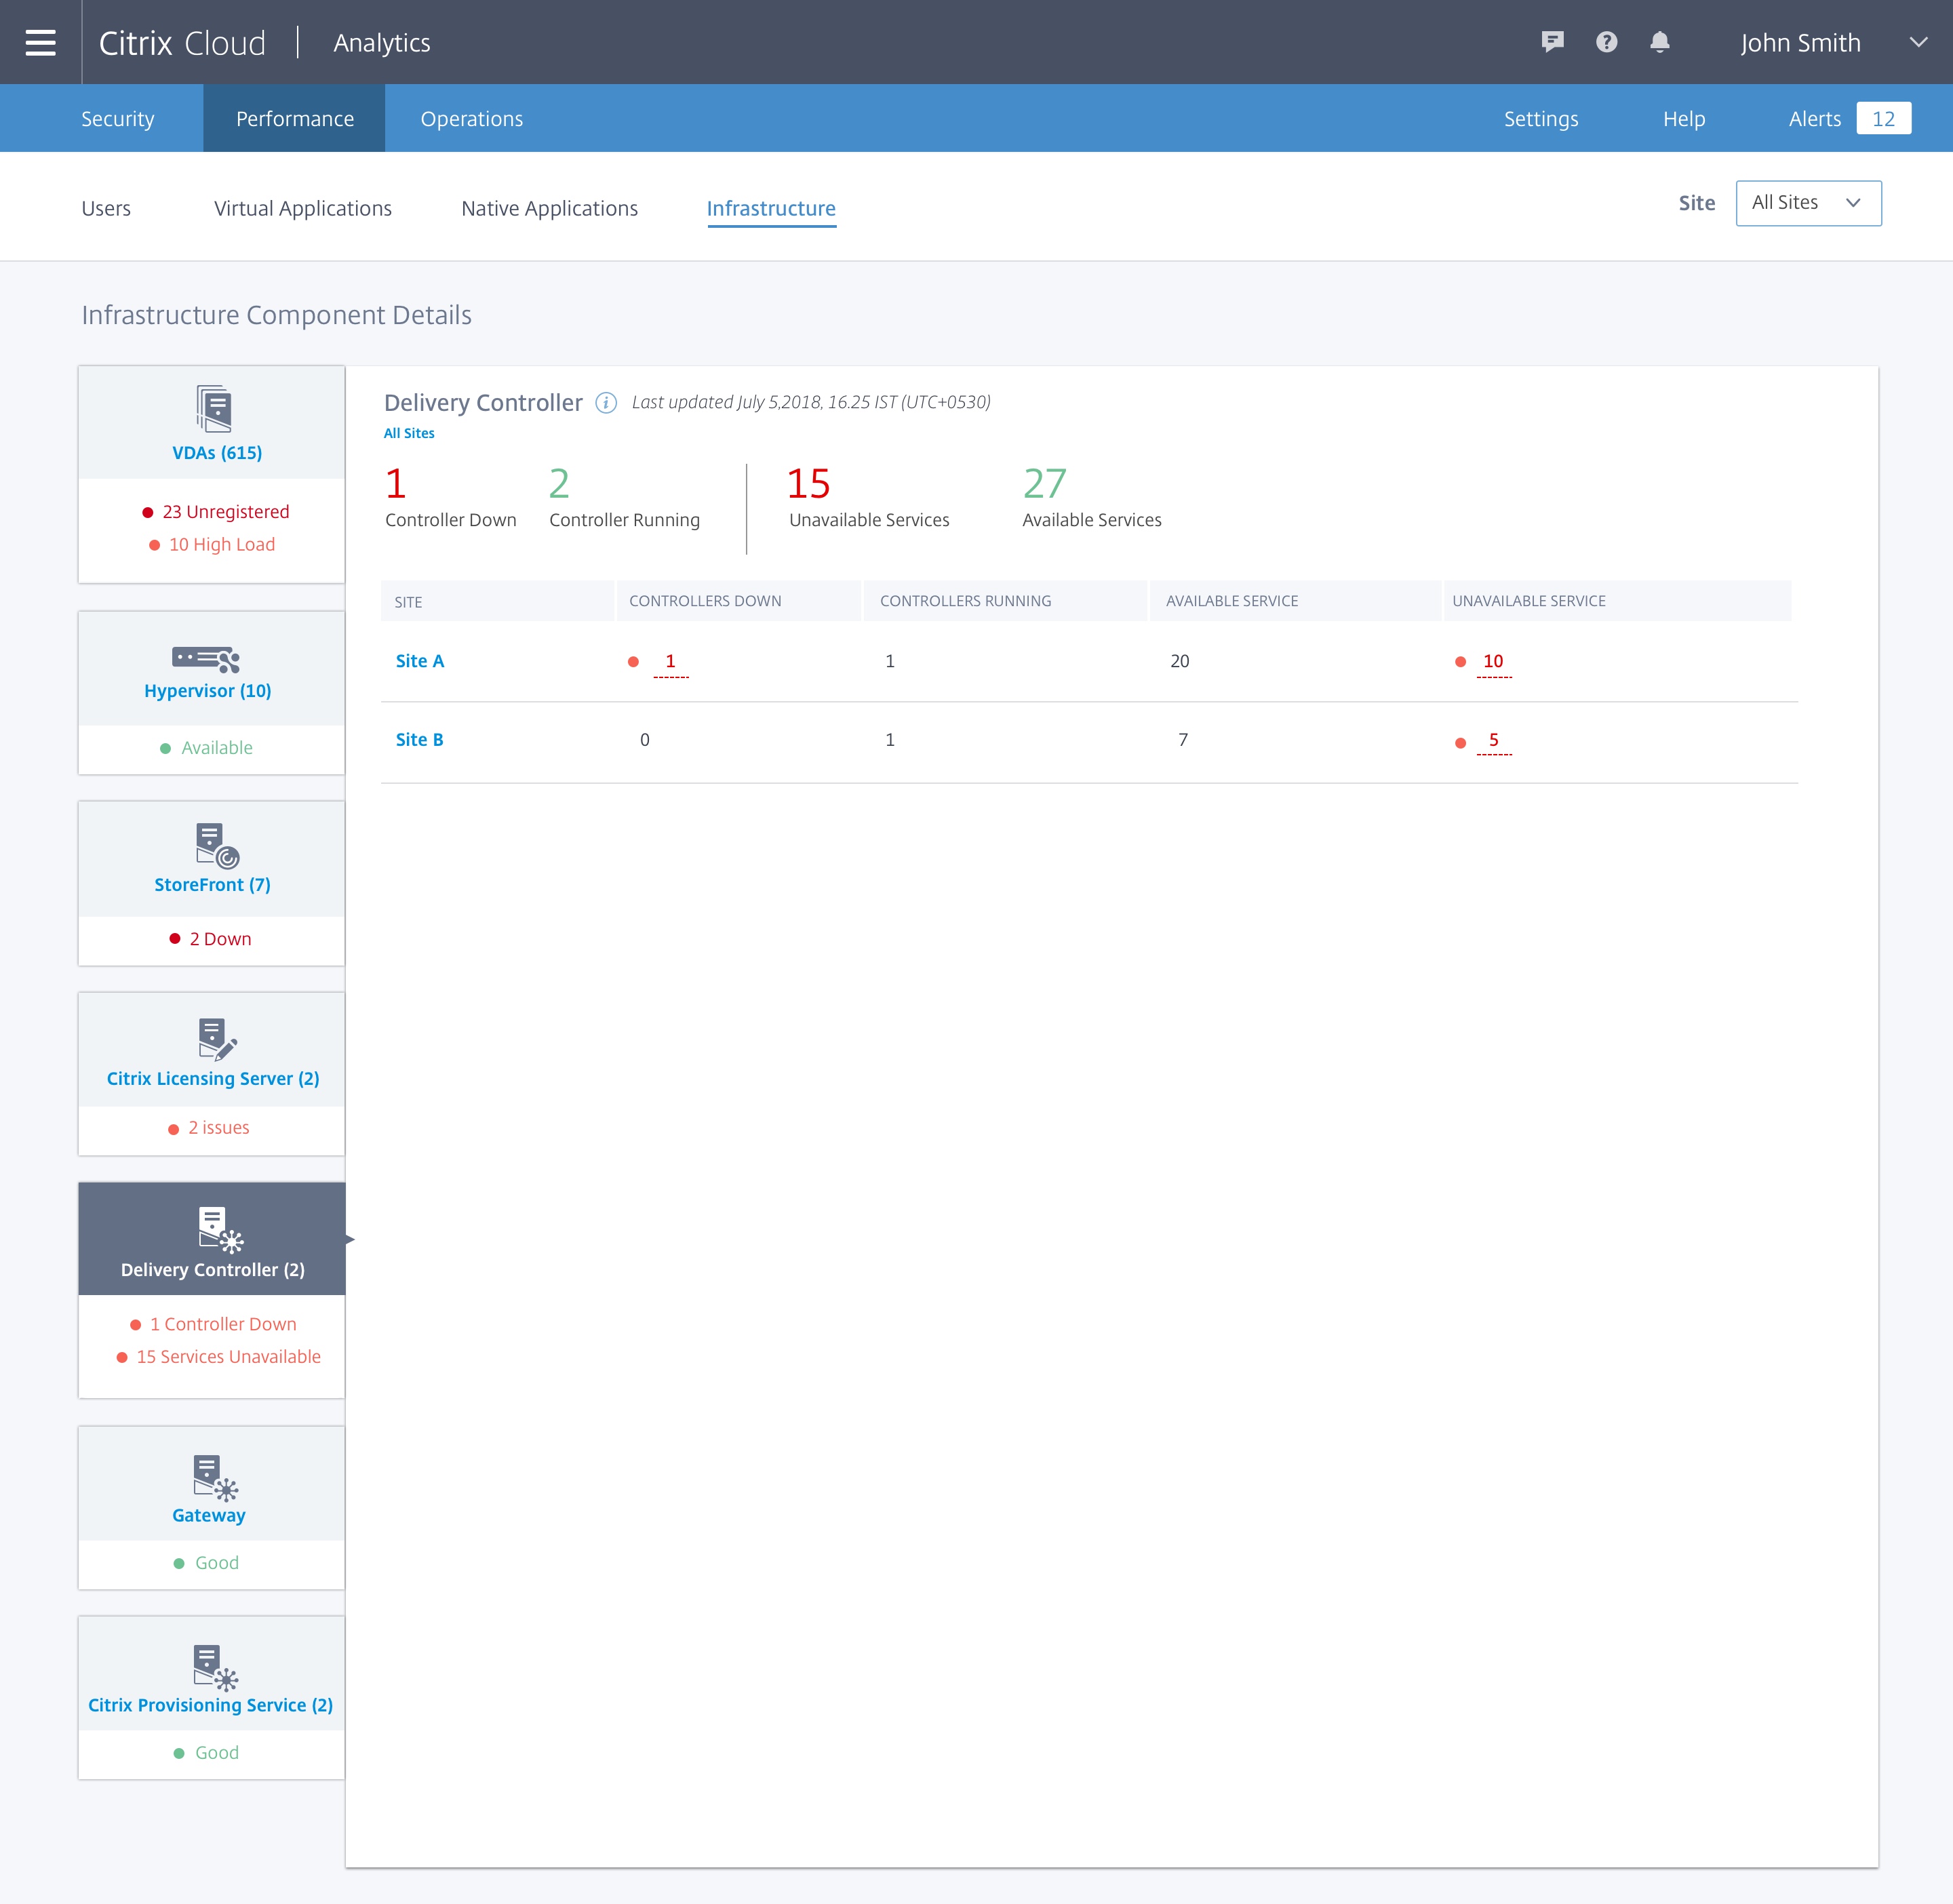 Citrix Cloud | Analytics John Smith
Security Performance Operations Settings Help Alerts 12
Users Virtual Applications Native Applications Infrastructure Site All Sites
Infrastructure Component Details
VDAs (615)
23 Unregistered
10 High Load
Hypervisor (10)
Available
StoreFront (7)
2 Down
Citrix Licensing Server (2)
2 issues
Delivery Controller (2)
1 Controller Down
15 Services Unavailable
Gateway
Good
Citrix Provisioning Service (2)
Good
Delivery Controller i Last updated July 5,2018, 16.25 IST (UTC+0530)
All Sites
1 2 15 27
Controller Down Controller Running Unavailable Services Available Services
SITE CONTROLLERS DOWN CONTROLLERS RUNNING AVAILABLE SERVICE UNAVAILABLE SERVICE
Site A 1 1 20 10
Site B 0 1 7 5